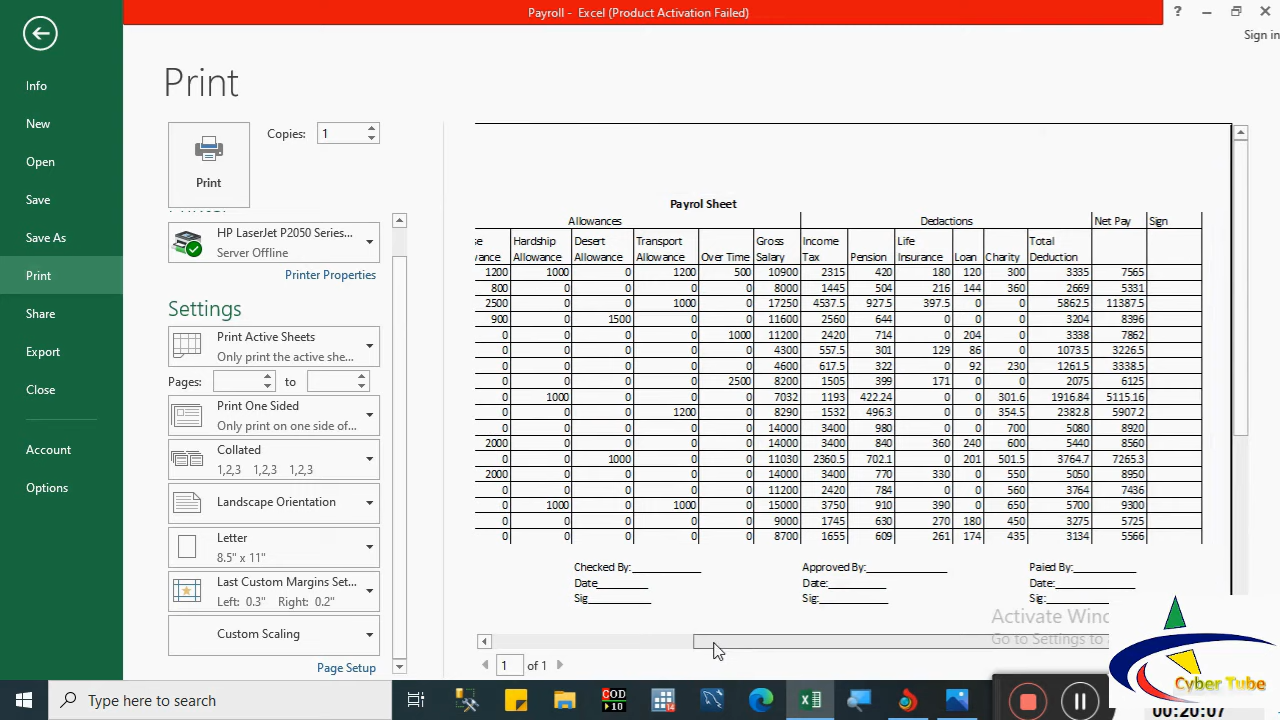 Payroll - Excel (Product Activation Failed)
?
Sign in
Info
New
Open
Save
Save As
Print
Share
Export
Close
Account
Options
Print
Print
Copies: 1
HP LaserJet P2050 Series...
Server Offline
Printer Properties
Settings
Print Active Sheets
Only print the active she...
Pages: to
Print One Sided
Only print on one side of...
Collated
1,2,3 1,2,3 1,2,3
Landscape Orientation
Letter
8.5" x 11"
Last Custom Margins Set...
Left: 0.3" Right: 0.2"
Custom Scaling
Page Setup
Payrol Sheet
Allowances Dedactions Net Pay Sign
Hardship Desert Transport Gross Income Life Total
Allowance Allowance Allowance Over Time Salary Tax Pension Insurance Loan Charity Deduction
1200 1000 0 1200 500 10900 2315 420 180 120 300 3335 7565
800 0 0 0 0 8000 1445 504 216 144 360 2669 5331
2500 0 0 1000 0 17250 4537.5 927.5 397.5 0 0 5862.5 11387.5
900 0 1500 0 0 11600 2560 644 0 0 0 3204 8396
0 0 0 0 1000 11200 2420 714 0 204 0 3338 7862
0 0 0 0 0 4300 557.5 301 129 86 0 1073.5 3226.5
0 0 0 0 0 4600 617.5 322 0 92 230 1261.5 3338.5
0 0 0 0 2500 8200 1505 399 171 0 0 2075 6125
0 1000 0 0 0 7032 1193 422.24 0 0 301.6 1916.84 5115.16
0 0 0 1200 0 8290 1532 496.3 0 0 354.5 2382.8 5907.2
0 0 0 0 0 14000 3400 980 0 0 700 5080 8920
2000 0 0 0 0 14000 3400 840 360 240 600 5440 8560
0 0 1000 0 0 11030 2360.5 702.1 0 201 501.5 3764.7 7265.3
2000 0 0 0 0 14000 3400 770 330 0 550 5050 8950
0 0 0 0 0 11200 2420 784 0 0 560 3764 7436
0 1000 0 1000 0 15000 3750 910 390 0 650 5700 9300
0 0 0 0 0 9000 1745 630 270 180 450 3275 5725
0 0 0 0 0 8700 1655 609 261 174 435 3134 5566
Checked By:____________ Approved By:______________ Paied By:___________
Date_________ Date:__________ Date:__________
Sig___________ Sig:____________ Sig:
1 of 1
Activate Wind
Go to Settings to
Cyber Tube
Type here to search
COD
10
14
00:20:07